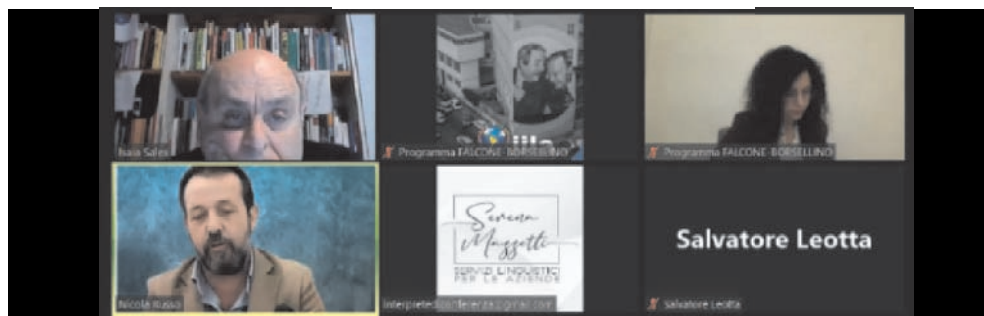 Isaia Sales
Programma FALCONE-BORSELLINO
Programma FALCONE-BORSELLINO
Nicola Russo
Serena
Mazzetti
SERVIZI LINGUISTICI
PER LE AZIENDE
Salvatore Leotta
Salvatore Leotta